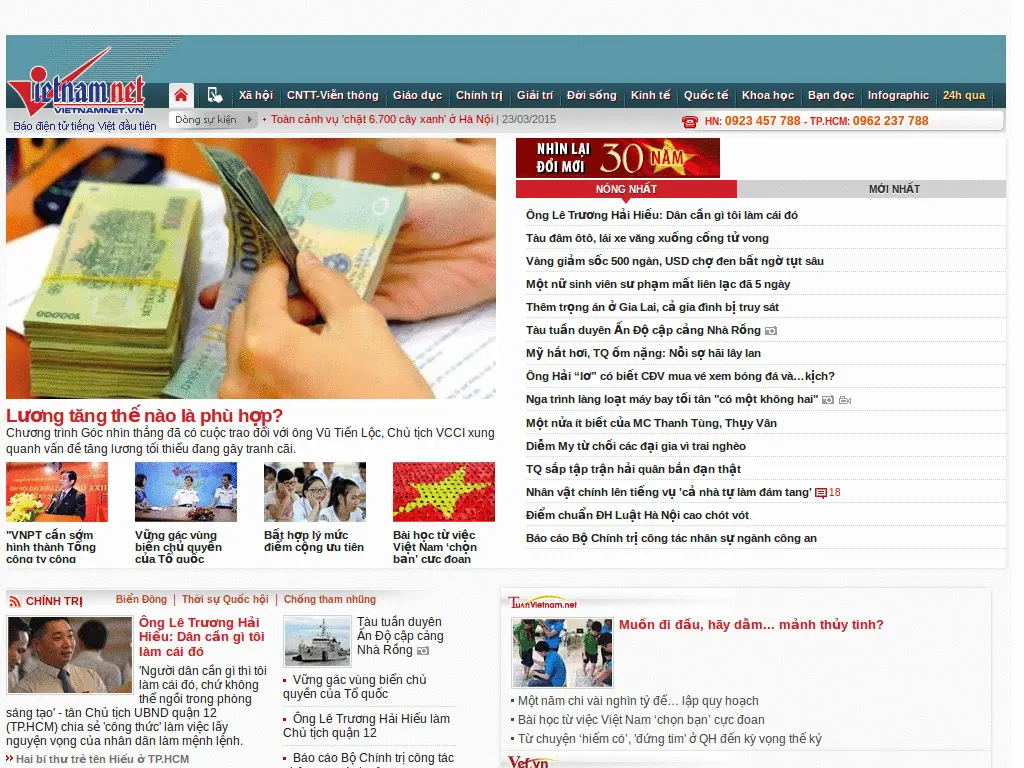 vietnamnet
VIETNAMNET.VN
Báo điện tử tiếng Việt đầu tiên
Xã hội CNTT-Viễn thông Giáo dục Chính trị Giải trí Đời sống Kinh tế Quốc tế Khoa học Bạn đọc Infographic 24h qua
Dòng sự kiện
Toàn cảnh vụ 'chặt 6.700 cây xanh' ở Hà Nội | 23/03/2015
HN: 0923 457 788 - TP.HCM: 0962 237 788
Lương tăng thế nào là phù hợp?
Chương trình Góc nhìn thẳng đã có cuộc trao đổi với ông Vũ Tiến Lộc, Chủ tịch VCCI xung
quanh vấn đề tăng lương tối thiểu đang gây tranh cãi.
"VNPT cần sớm
hình thành Tổng
công ty công
Vững gác vùng
biển chủ quyền
của Tổ quốc
Bất hợp lý mức
điểm cộng ưu tiên
Bài học từ việc
Việt Nam ‘chọn
bạn’ cực đoan
NHÌN LẠI
ĐỔI MỚI
30 NĂM
NÓNG NHẤT
MỚI NHẤT
Ông Lê Trương Hải Hiếu: Dân cần gì tôi làm cái đó
Tàu đâm ôtô, lái xe văng xuống cống tử vong
Vàng giảm sốc 500 ngàn, USD chợ đen bất ngờ tụt sâu
Một nữ sinh viên sư phạm mất liên lạc đã 5 ngày
Thêm trọng án ở Gia Lai, cả gia đình bị truy sát
Tàu tuần duyên Ấn Độ cập cảng Nhà Rồng
Mỹ hắt hơi, TQ ốm nặng: Nỗi sợ hãi lây lan
Ông Hải “lơ” có biết CĐV mua vé xem bóng đá và…kịch?
Nga trình làng loạt máy bay tối tân "có một không hai"
Một nửa ít biết của MC Thanh Tùng, Thụy Vân
Diễm My từ chối các đại gia vì trai nghèo
TQ sắp tập trận hải quân bắn đạn thật
Nhân vật chính lên tiếng vụ 'cả nhà tự làm đám tang' 18
Điểm chuẩn ĐH Luật Hà Nội cao chót vót
Báo cáo Bộ Chính trị công tác nhân sự ngành công an
CHÍNH TRỊ
Biển Đông | Thời sự Quốc hội | Chống tham nhũng
Ông Lê Trương Hải
Hiếu: Dân cần gì tôi
làm cái đó
'Người dân cần gì thì tôi
làm cái đó, chứ không
thể ngồi trong phòng
sáng tạo' - tân Chủ tịch UBND quận 12
(TP.HCM) chia sẻ 'công thức' làm việc lấy
nguyện vọng của nhân dân làm mệnh lệnh.
Hai bí thư trẻ tên Hiếu ở TP.HCM
Tàu tuần duyên
Ấn Độ cập cảng
Nhà Rồng
Vững gác vùng biển chủ
quyền của Tổ quốc
Ông Lê Trương Hải Hiếu làm
Chủ tịch quận 12
Báo cáo Bộ Chính trị công tác
TuanVietnam.net
Muốn đi đầu, hãy dẫm… mảnh thủy tinh?
Một năm chi vài nghìn tỷ để… lập quy hoạch
Bài học từ việc Việt Nam ‘chọn bạn’ cực đoan
Từ chuyện ‘hiếm có’, 'đứng tim' ở QH đến kỳ vọng thế kỷ
Vef.vn